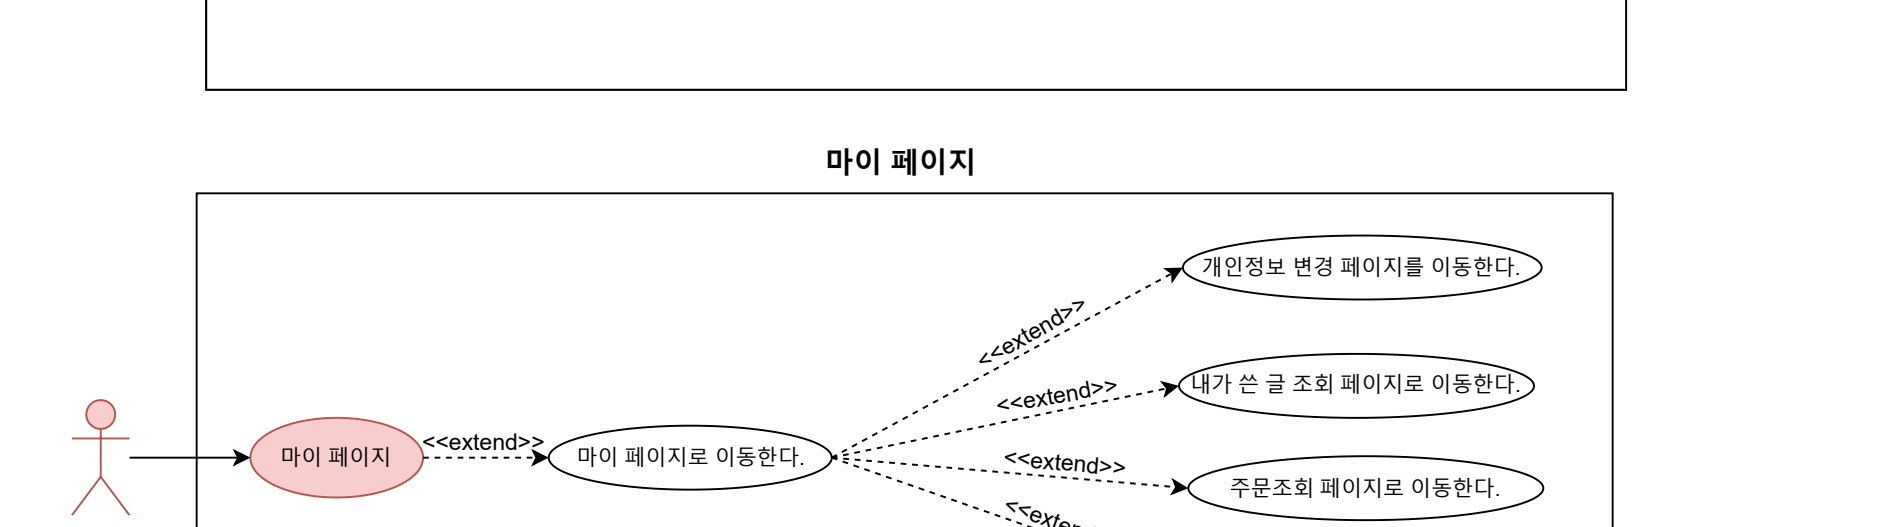 마이 페이지
개인정보 변경 페이지를 이동한다.
<<extend>>
내가 쓴 글 조회 페이지로 이동한다.
<<extend>>
마이 페이지
<<extend>>
마이 페이지로 이동한다.
<<extend>>
주문조회 페이지로 이동한다.